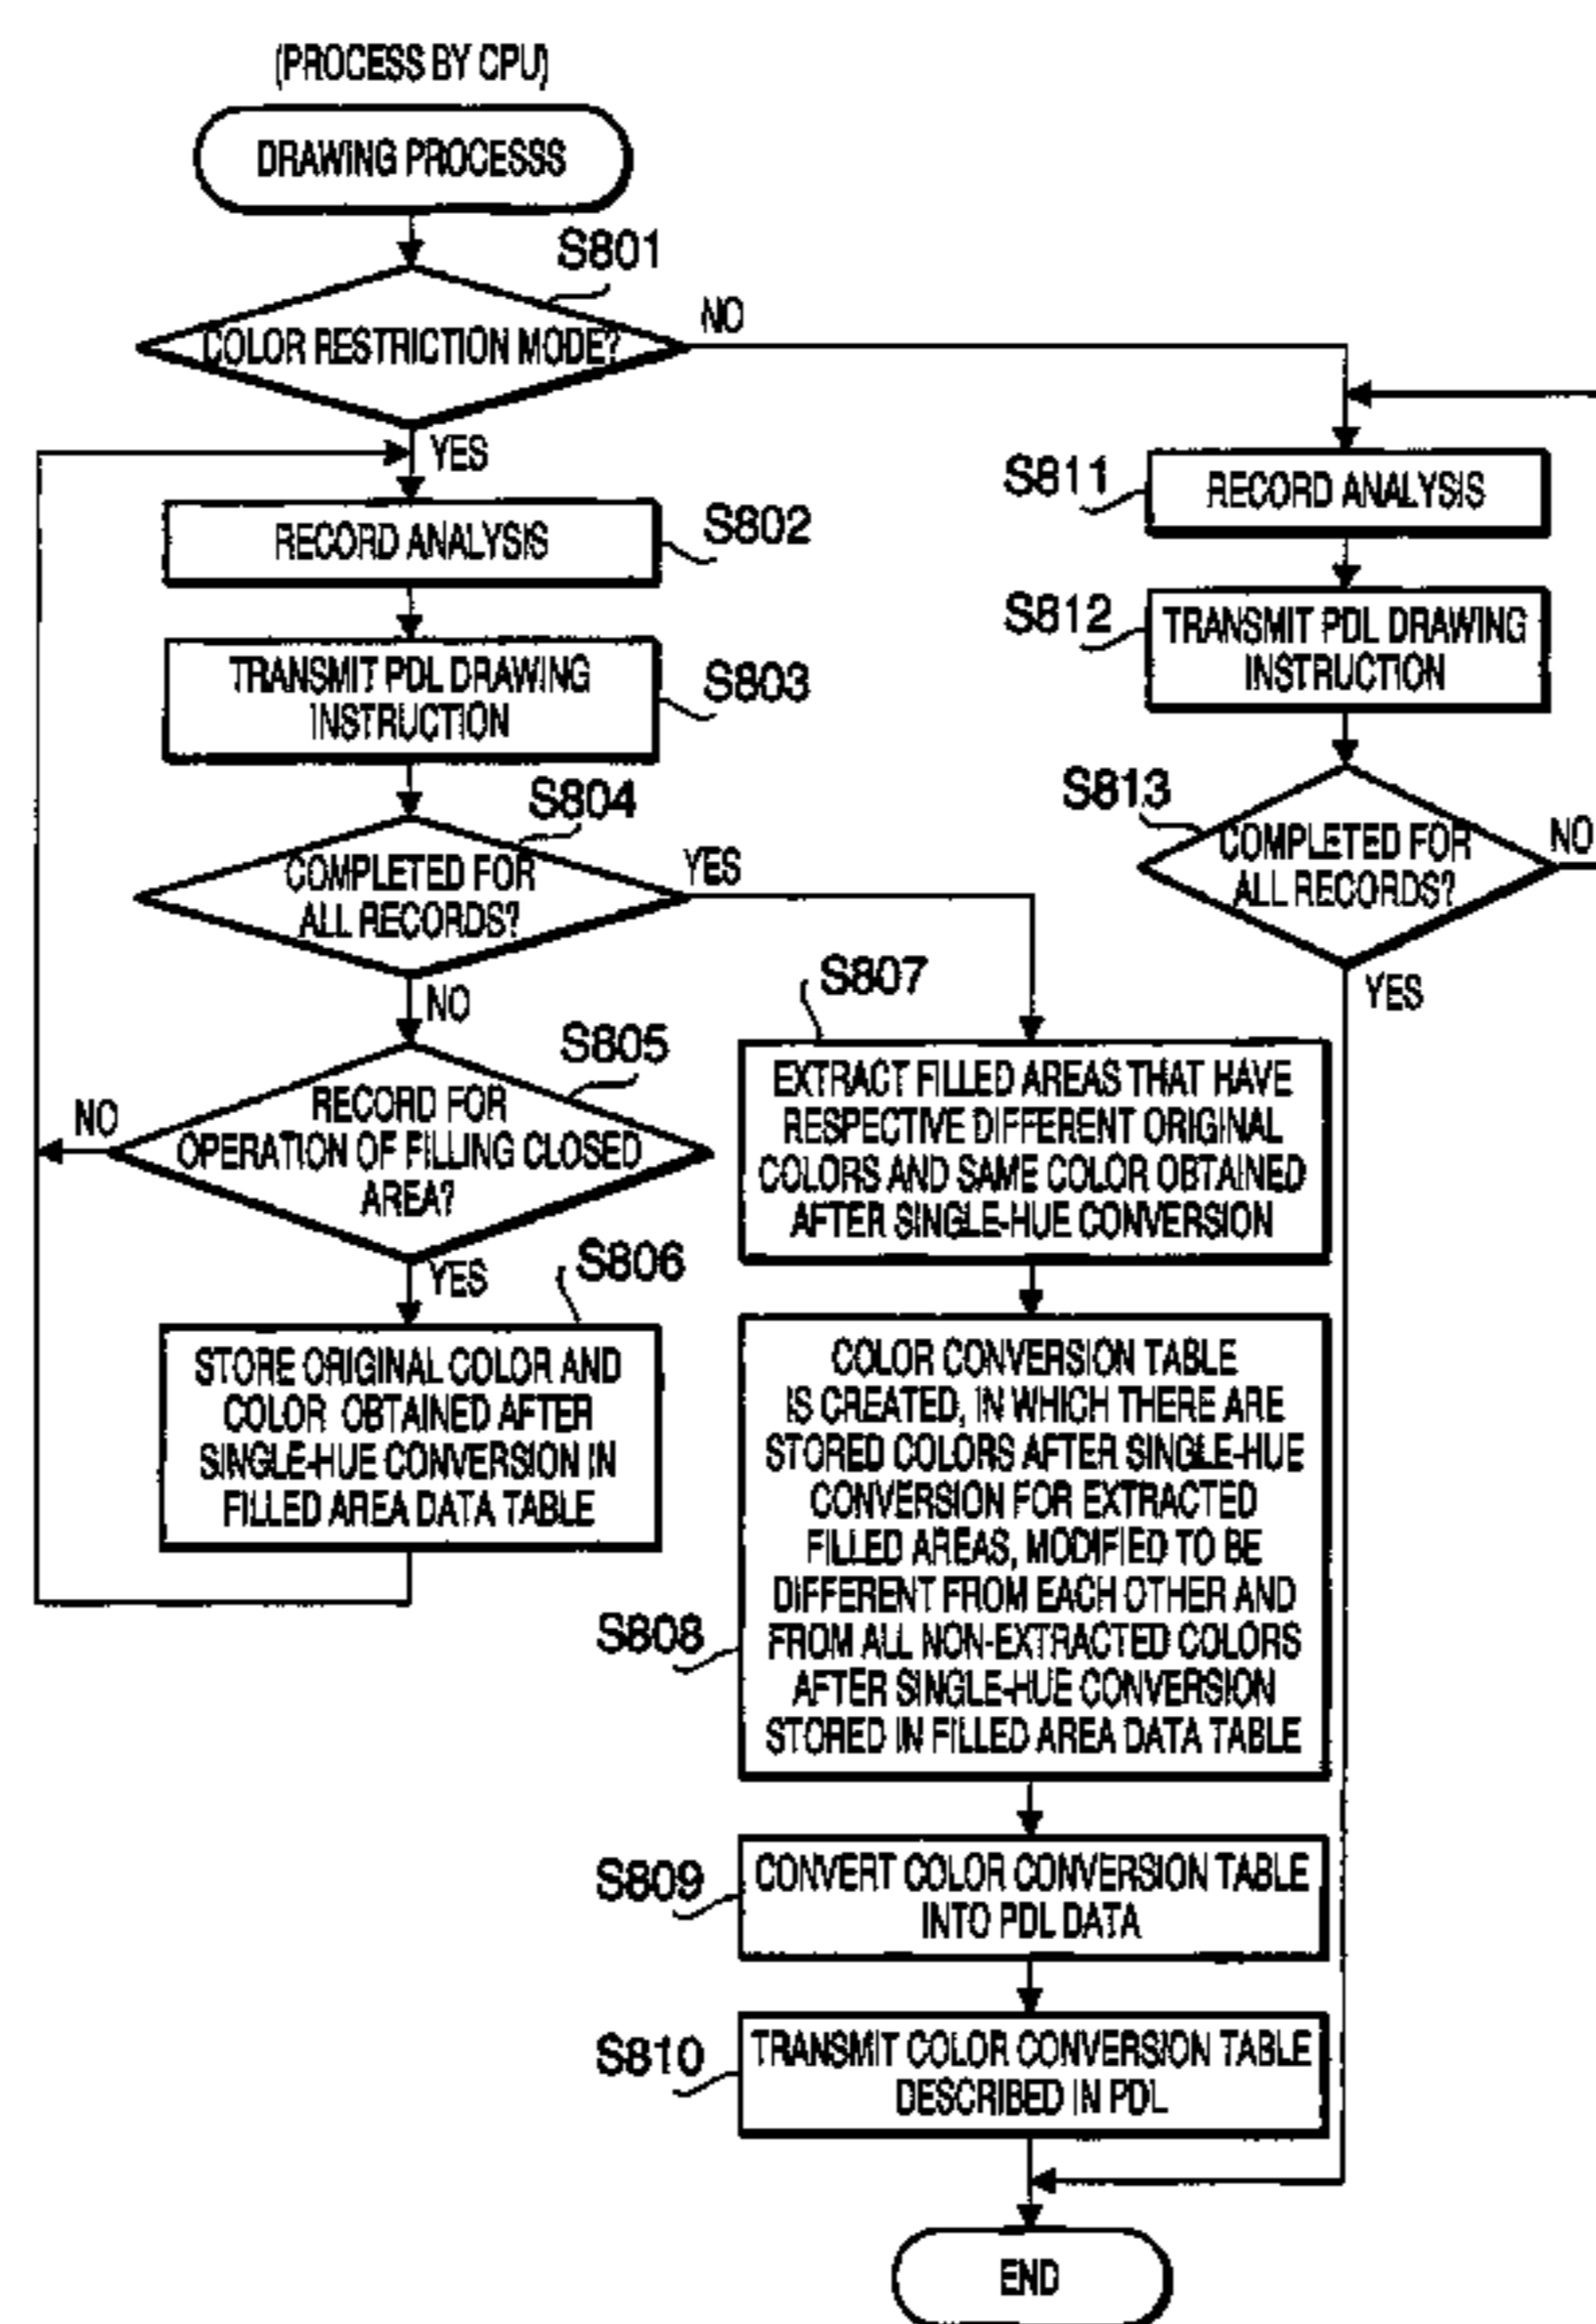 (PROCESS BY CPU)
DRAWING PROCESSS
S801
COLOR RESTRICTION MODE?
NO
YES
RECORD ANALYSIS
S802
TRANSMIT PDL DRAWING
INSTRUCTION
S803
S804
COMPLETED FOR
ALL RECORDS?
YES
NO
S805
RECORD FOR
OPERATION OF FILLING CLOSED
AREA?
NO
YES
S806
STORE ORIGINAL COLOR AND
COLOR OBTAINED AFTER
SINGLE-HUE CONVERSION IN
FILLED AREA DATA TABLE
S807
EXTRACT FILLED AREAS THAT HAVE
RESPECTIVE DIFFERENT ORIGINAL
COLORS AND SAME COLOR OBTAINED
AFTER SINGLE-HUE CONVERSION
S808
COLOR CONVERSION TABLE
IS CREATED, IN WHICH THERE ARE
STORED COLORS AFTER SINGLE-HUE
CONVERSION FOR EXTRACTED
FILLED AREAS, MODIFIED TO BE
DIFFERENT FROM EACH OTHER AND
FROM ALL NON-EXTRACTED COLORS
AFTER SINGLE-HUE CONVERSION
STORED IN FILLED AREA DATA TABLE
S809
CONVERT COLOR CONVERSION TABLE
INTO PDL DATA
S810
TRANSMIT COLOR CONVERSION TABLE
DESCRIBED IN PDL
S811
RECORD ANALYSIS
S812
TRANSMIT PDL DRAWING
INSTRUCTION
S813
COMPLETED FOR
ALL RECORDS?
NO
YES
END